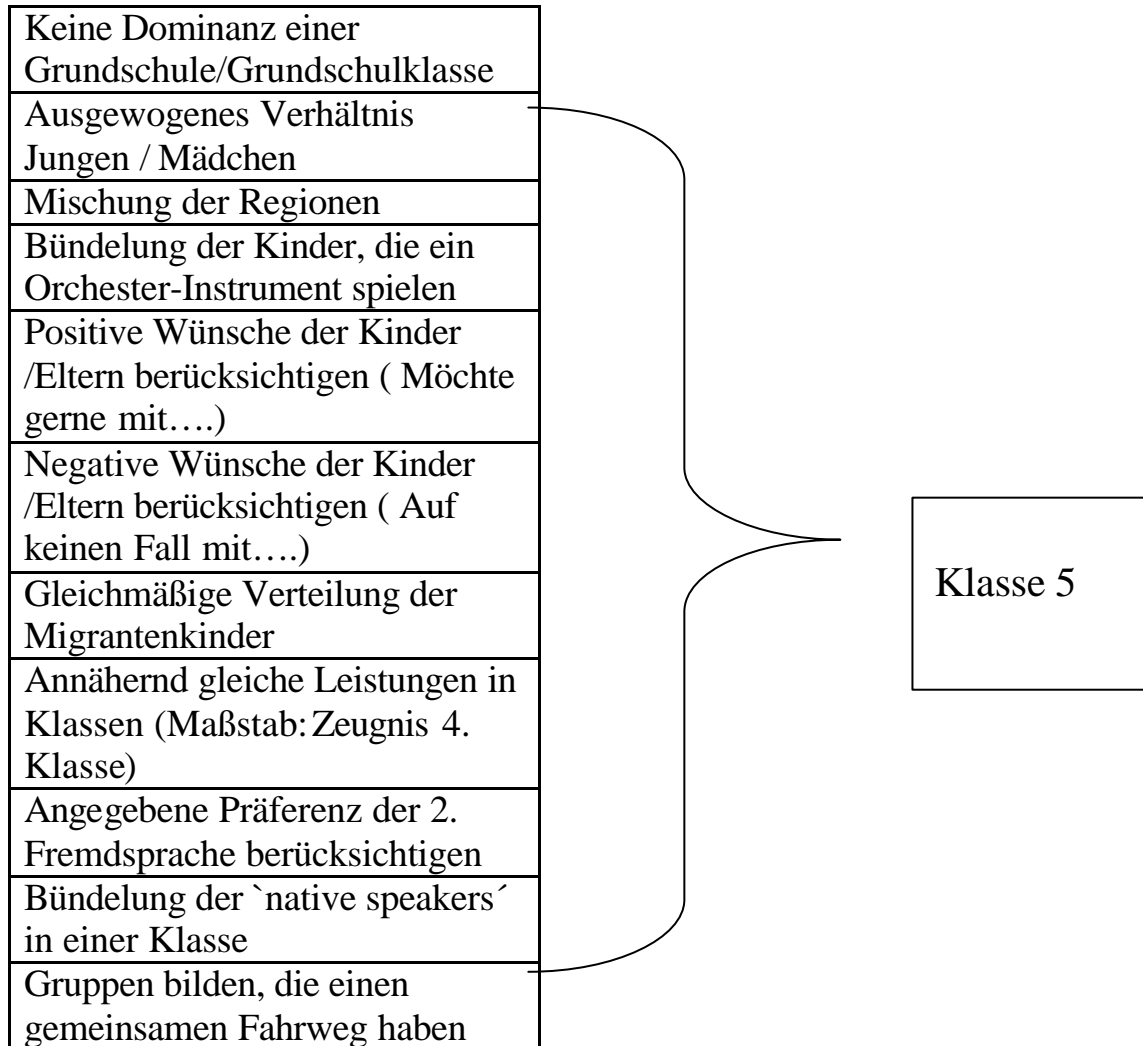 Keine Dominanz einer
Grundschule/Grundschulklasse
Ausgewogenes Verhältnis
Jungen / Mädchen
Mischung der Regionen
Bündelung der Kinder, die ein
Orchester-Instrument spielen
Positive Wünsche der Kinder
/Eltern berücksichtigen ( Möchte
gerne mit….)
Negative Wünsche der Kinder
/Eltern berücksichtigen ( Auf
keinen Fall mit….)
Gleichmäßige Verteilung der
Migrantenkinder
Annähernd gleiche Leistungen in
Klassen (Maßstab: Zeugnis 4.
Klasse)
Angegebene Präferenz der 2.
Fremdsprache berücksichtigen
Bündelung der `native speakers´
in einer Klasse
Gruppen bilden, die einen
gemeinsamen Fahrweg haben
Klasse 5